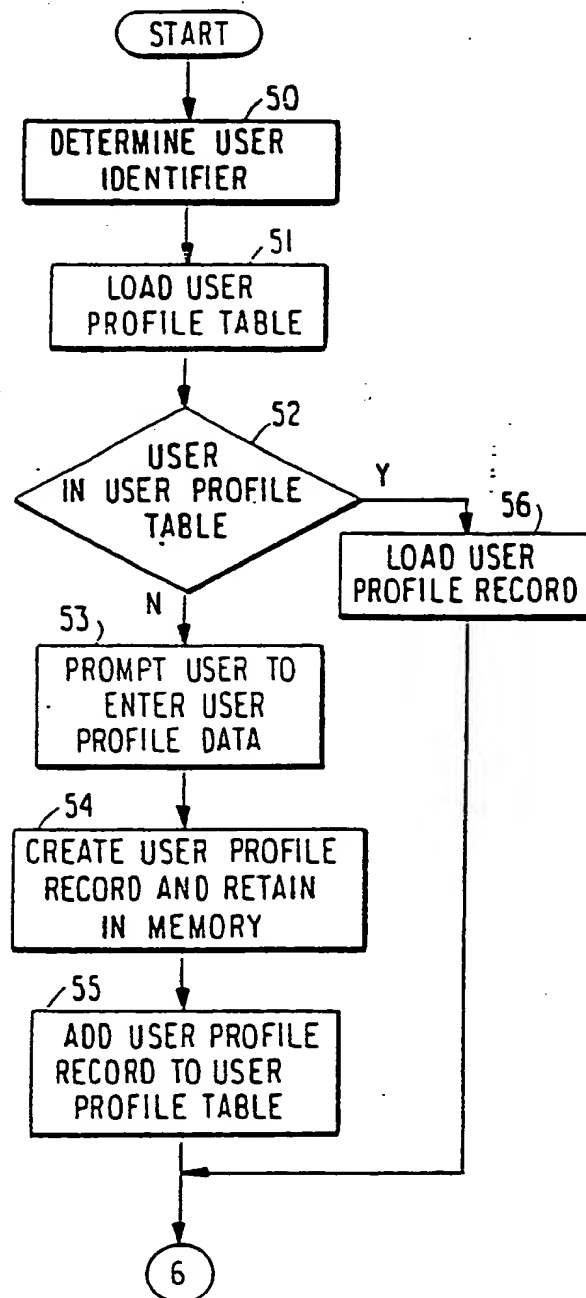 START
50
DETERMINE USER
IDENTIFIER
51
LOAD USER
PROFILE TABLE
52
USER
IN USER PROFILE
TABLE
Y
56
LOAD USER
PROFILE RECORD
N
53
PROMPT USER TO
ENTER USER
PROFILE DATA
54
CREATE USER PROFILE
RECORD AND RETAIN
IN MEMORY
55
ADD USER PROFILE
RECORD TO USER
PROFILE TABLE
6